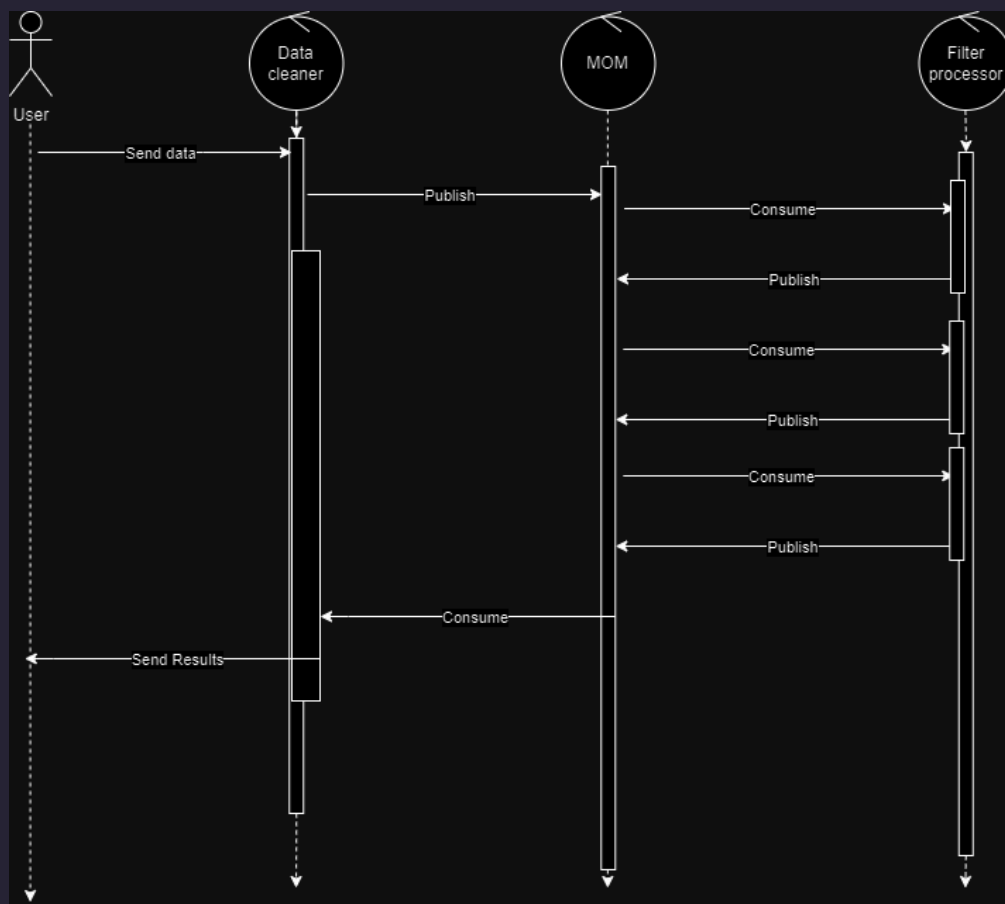 User
Data
cleaner
MOM
Filter
processor
Send data
Publish
Consume
Publish
Consume
Publish
Consume
Publish
Consume
Send Results